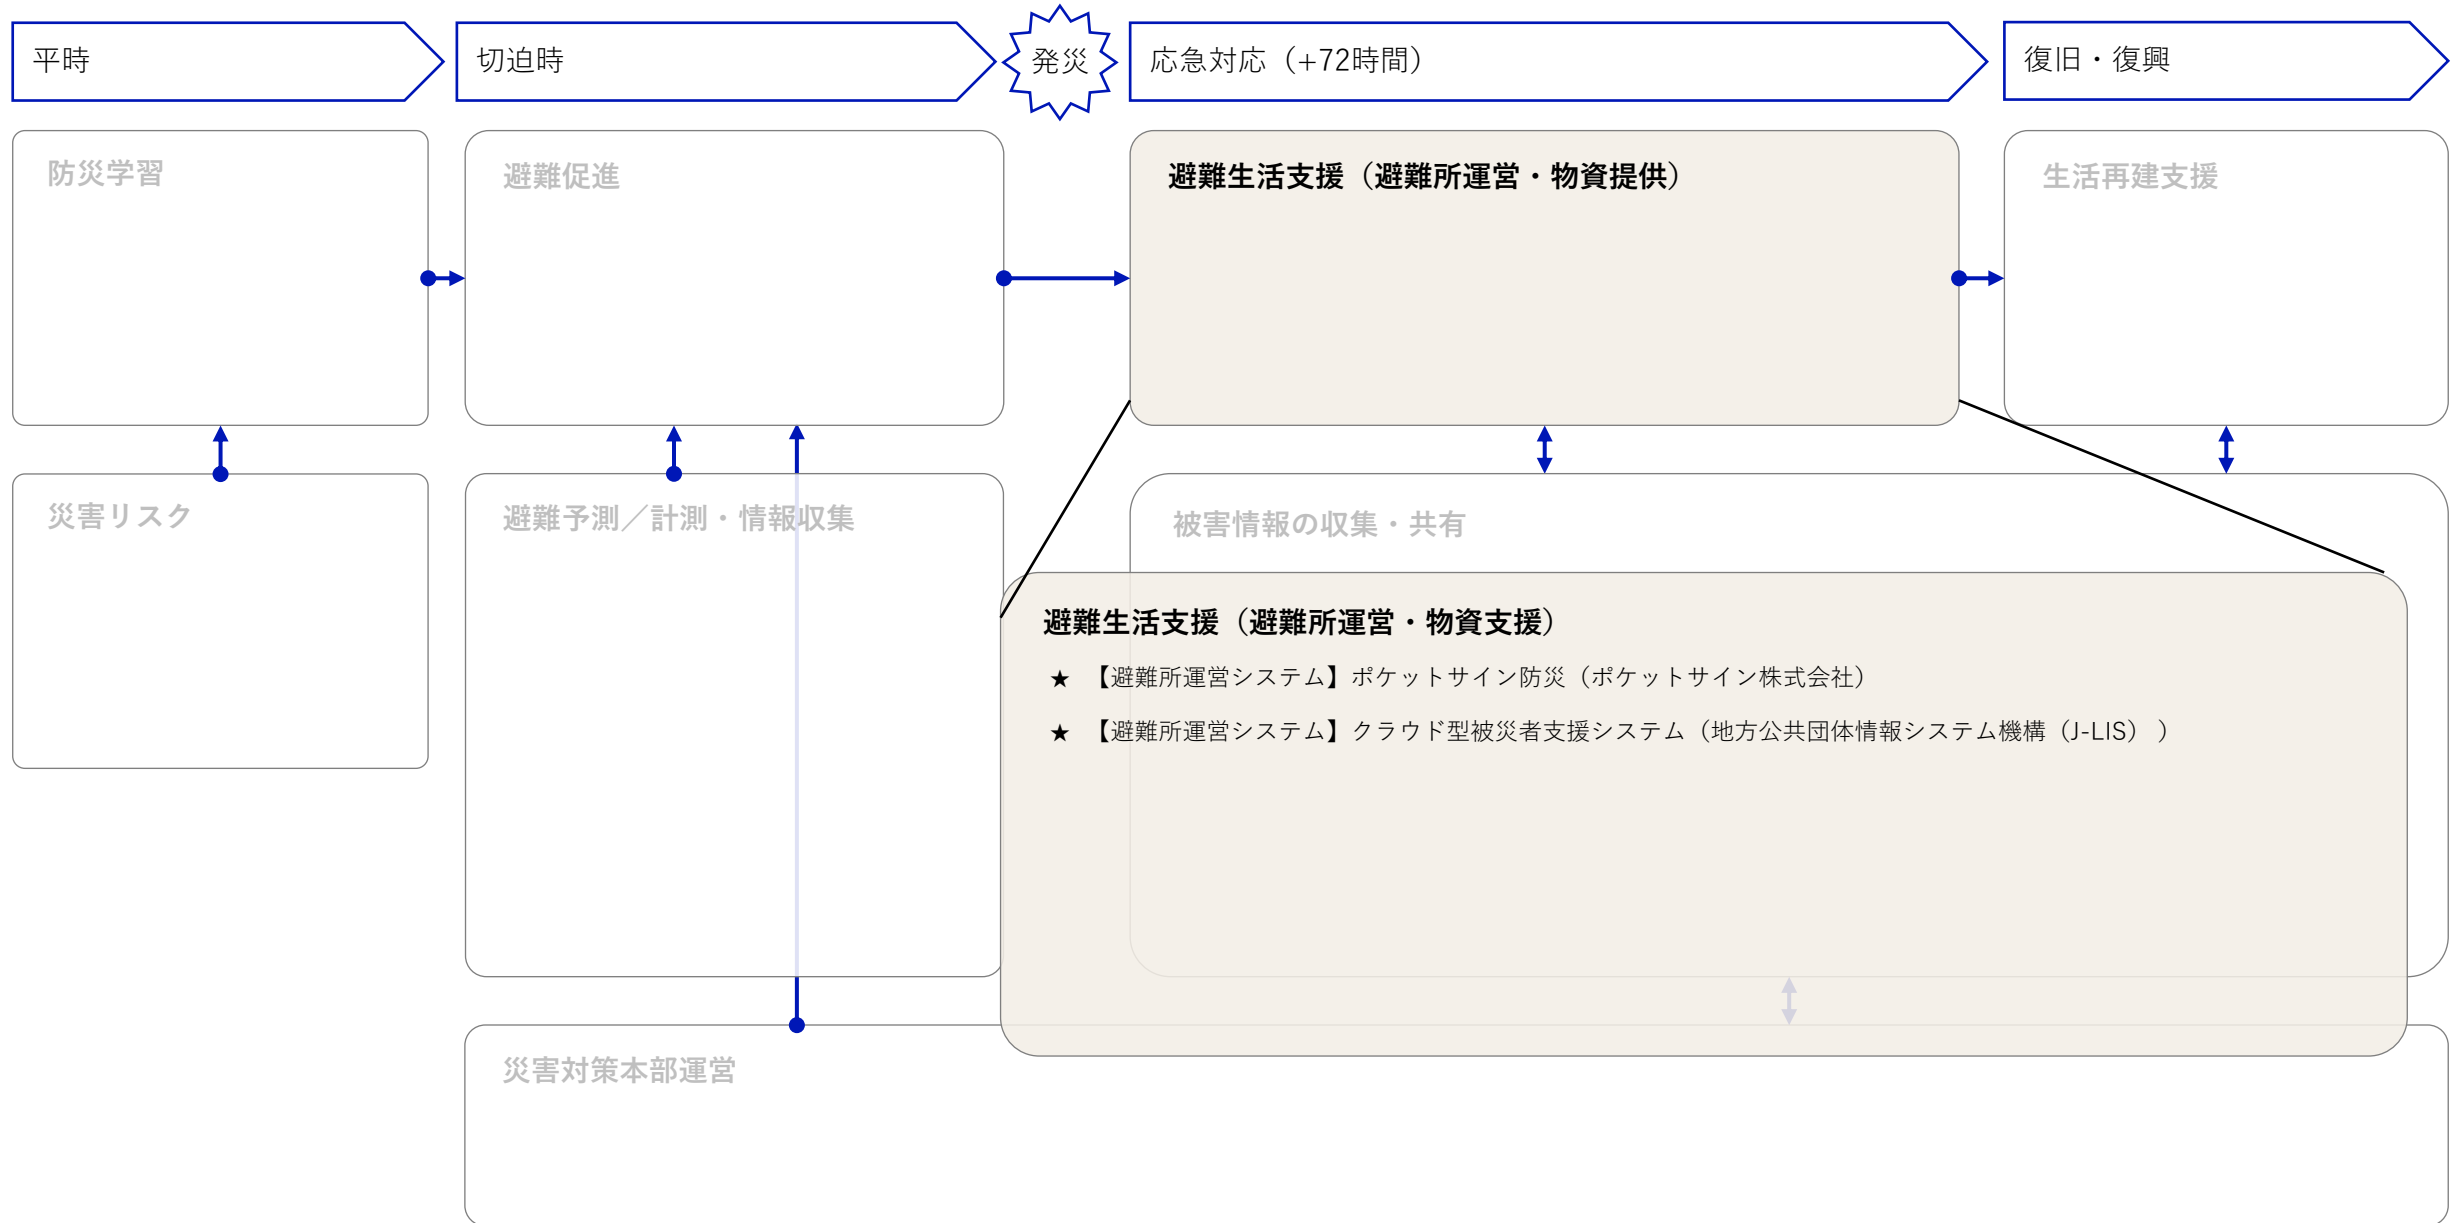 平時
切迫時
発災
応急対応（+72時間）
復旧・復興
防災学習
避難促進
避難生活支援（避難所運営・物資提供）
生活再建支援
災害リスク
避難予測／計測・情報収集
被害情報の収集・共有
避難生活支援（避難所運営・物資支援）
★ 【避難所運営システム】ポケットサイン防災（ポケットサイン株式会社）
★ 【避難所運営システム】クラウド型被災者支援システム（地方公共団体情報システム機構（J-LIS） ）
災害対策本部運営